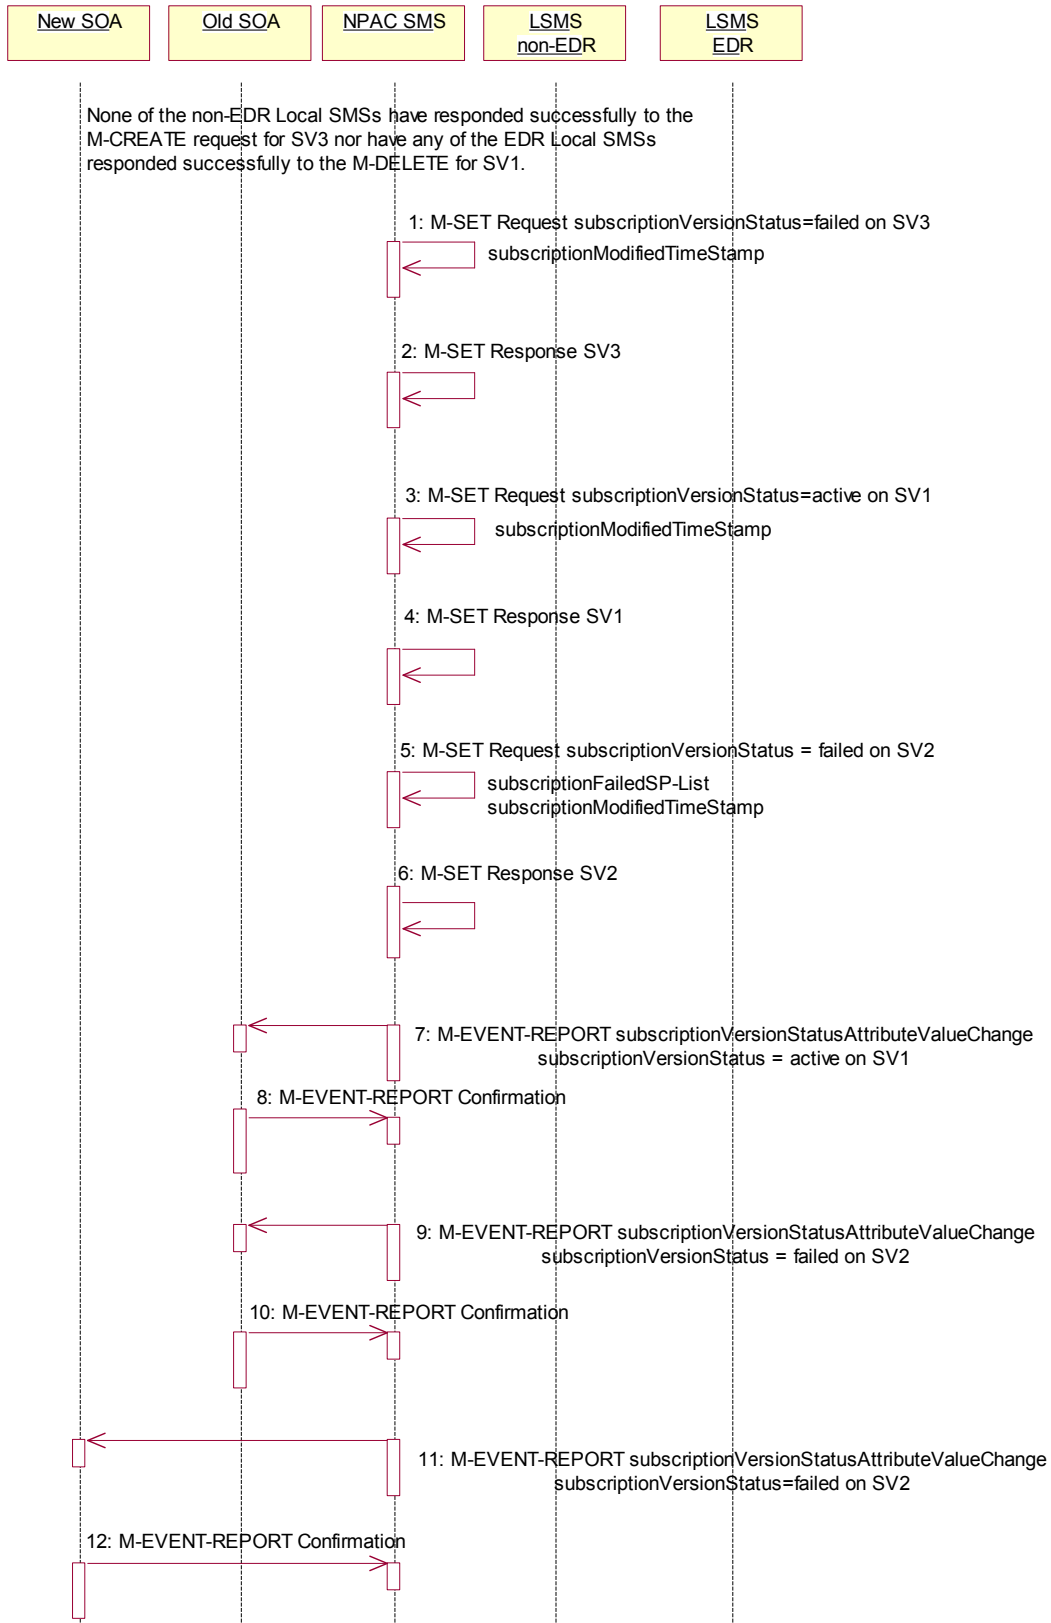 New SOA
Old SOA
NPAC SMS
LSMS
non-EDR
LSMS
EDR
None of the non-EDR Local SMSs have responded successfully to the
M-CREATE request for SV3 nor have any of the EDR Local SMSs
responded successfully to the M-DELETE for SV1.
1: M-SET Request subscriptionVersionStatus=failed on SV3
subscriptionModifiedTimeStamp
2: M-SET Response SV3
3: M-SET Request subscriptionVersionStatus=active on SV1
subscriptionModifiedTimeStamp
4: M-SET Response SV1
5: M-SET Request subscriptionVersionStatus = failed on SV2
subscriptionFailedSP-List
subscriptionModifiedTimeStamp
6: M-SET Response SV2
7: M-EVENT-REPORT subscriptionVersionStatusAttributeValueChange
subscriptionVersionStatus = active on SV1
8: M-EVENT-REPORT Confirmation
9: M-EVENT-REPORT subscriptionVersionStatusAttributeValueChange
subscriptionVersionStatus = failed on SV2
10: M-EVENT-REPORT Confirmation
11: M-EVENT-REPORT subscriptionVersionStatusAttributeValueChange
subscriptionVersionStatus=failed on SV2
12: M-EVENT-REPORT Confirmation